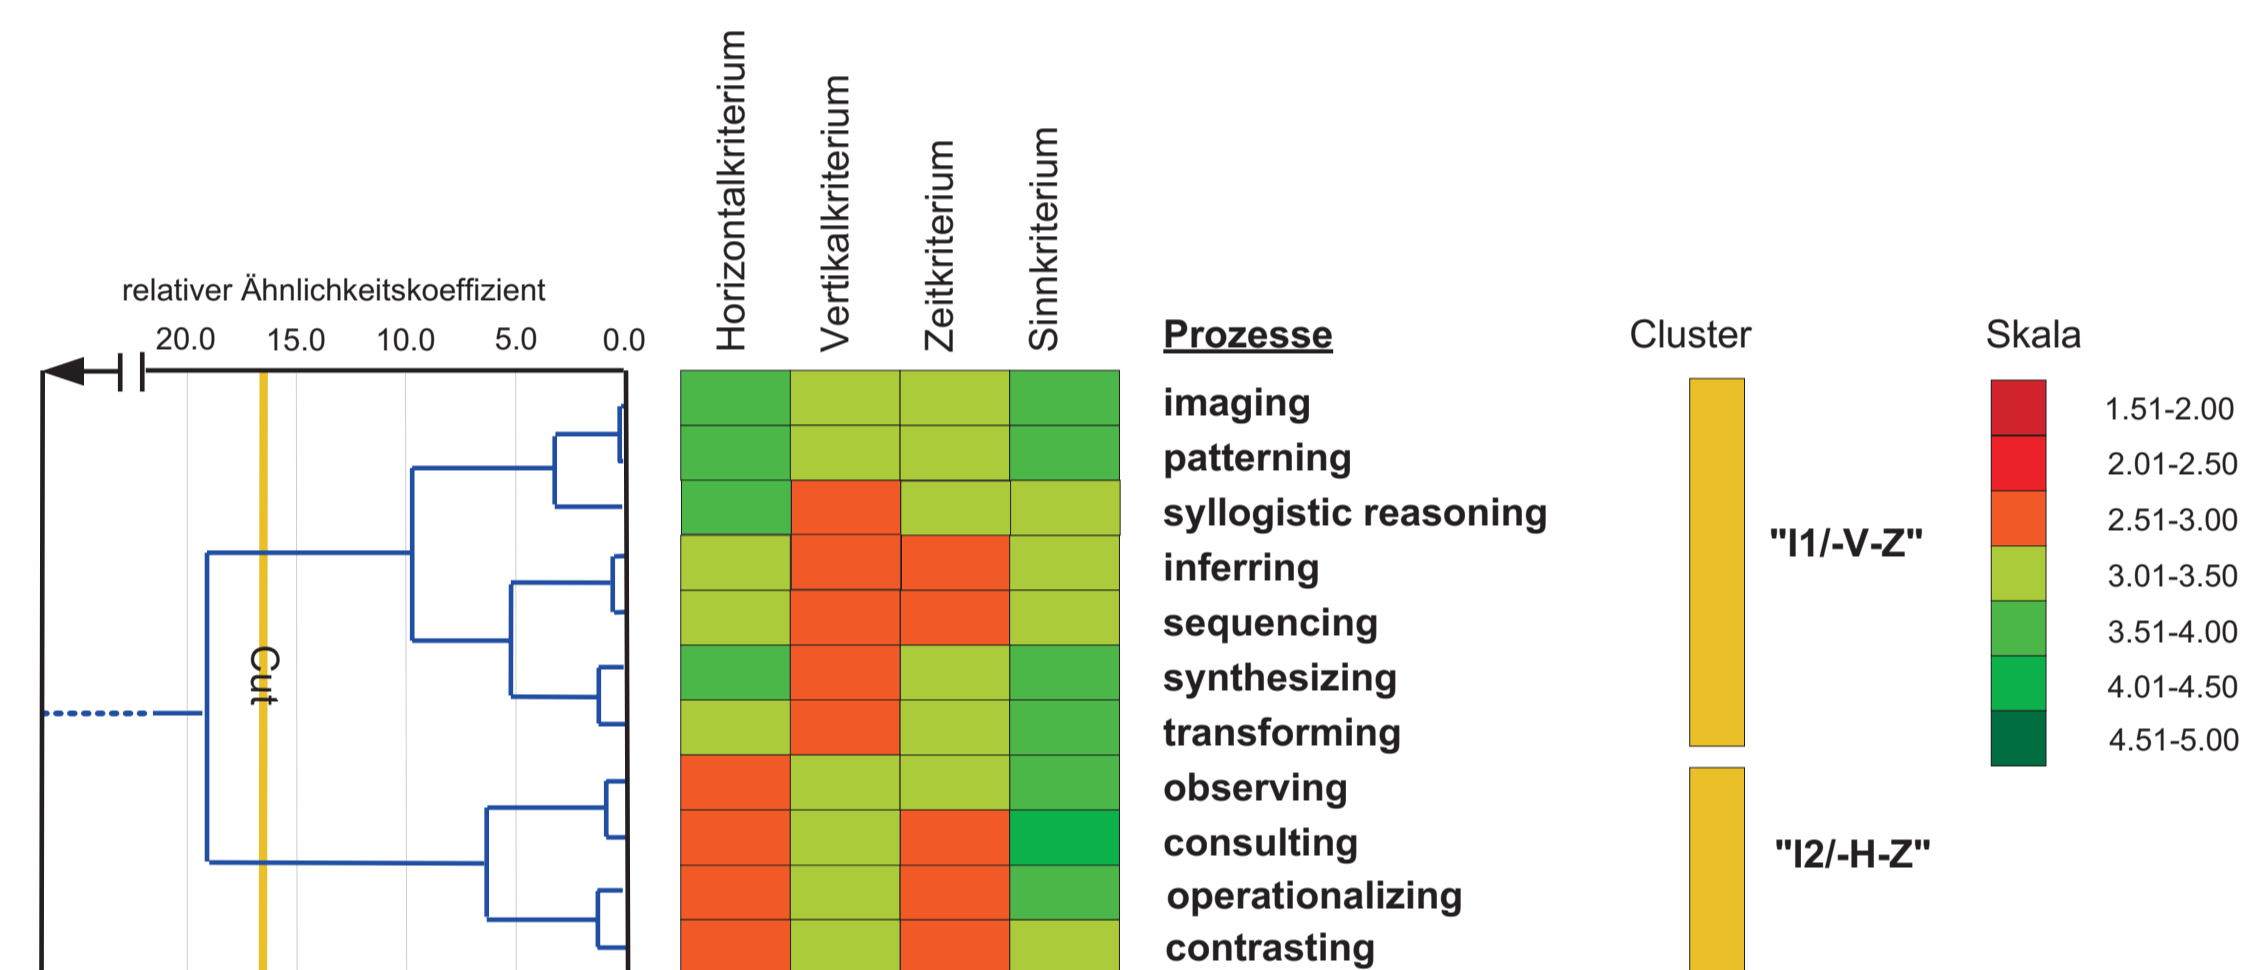 Horizontalkriterium
Vertikalkriterium
Zeitkriterium
Sinnkriterium
relativer Ähnlichkeitskoeffizient
20.0 15.0 10.0 5.0 0.0
Prozesse
Cluster
Skala
imaging
patterning
syllogistic reasoning
inferring
sequencing
synthesizing
transforming
observing
consulting
operationalizing
contrasting
Cut
"I1/-V-Z"
"I2/-H-Z"
1.51-2.00
2.01-2.50
2.51-3.00
3.01-3.50
3.51-4.00
4.01-4.50
4.51-5.00